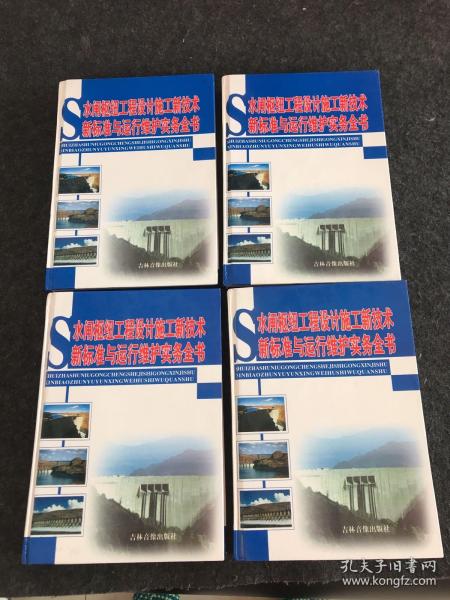 水闸枢纽工程设计施工新技术
新标准与运行维护实务全书
SHUIZHASHUNIUGONGCHENGSHEJISHIGONGXINJISHU
XINBIAOZHUNYUYUNXINGWEIHUSHIWUQUANSHU
吉林音像出版社
水闸枢纽工程设计施工新技术
新标准与运行维护实务全书
SHUIZHASHUNIUGONGCHENGSHEJISHIGONGXINJISHU
XINBIAOZHUNYUYUNXINGWEIHUSHIWUQUANSHU
吉林音像出版社
水闸枢纽工程设计施工新技术
新标准与运行维护实务全书
SHUIZHASHUNIUGONGCHENGSHEJISHIGONGXINJISHU
XINBIAOZHUNYUYUNXINGWEIHUSHIWUQUANSHU
吉林音像出版社
水闸枢纽工程设计施工新技术
新标准与运行维护实务全书
SHUIZHASHUNIUGONGCHENGSHEJISHIGONGXINJISHU
XINBIAOZHUNYUYUNXINGWEIHUSHIWUQUANSHU
吉林音像出版社
孔夫子旧书网
www.kongfz.com